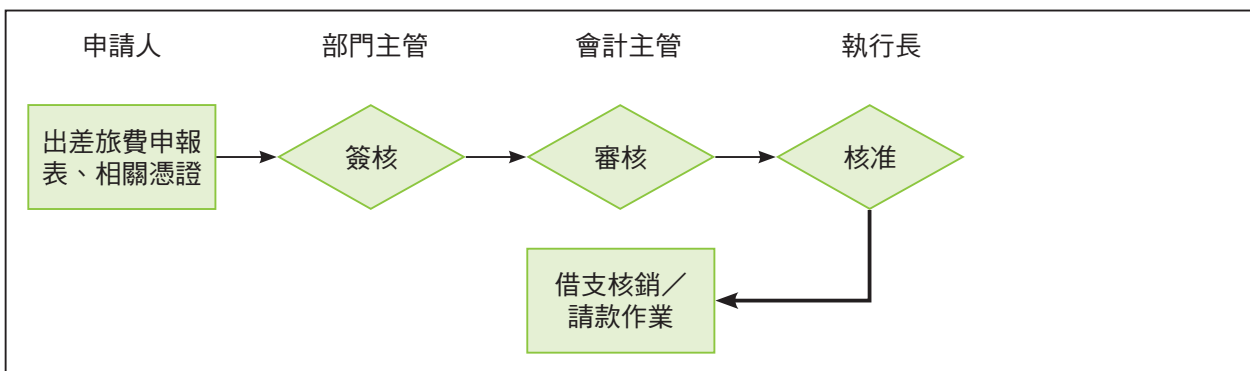 申請人
部門主管
會計主管
執行長
出差旅費申報
表、相關憑證
簽核
審核
核准
借支核銷／
請款作業